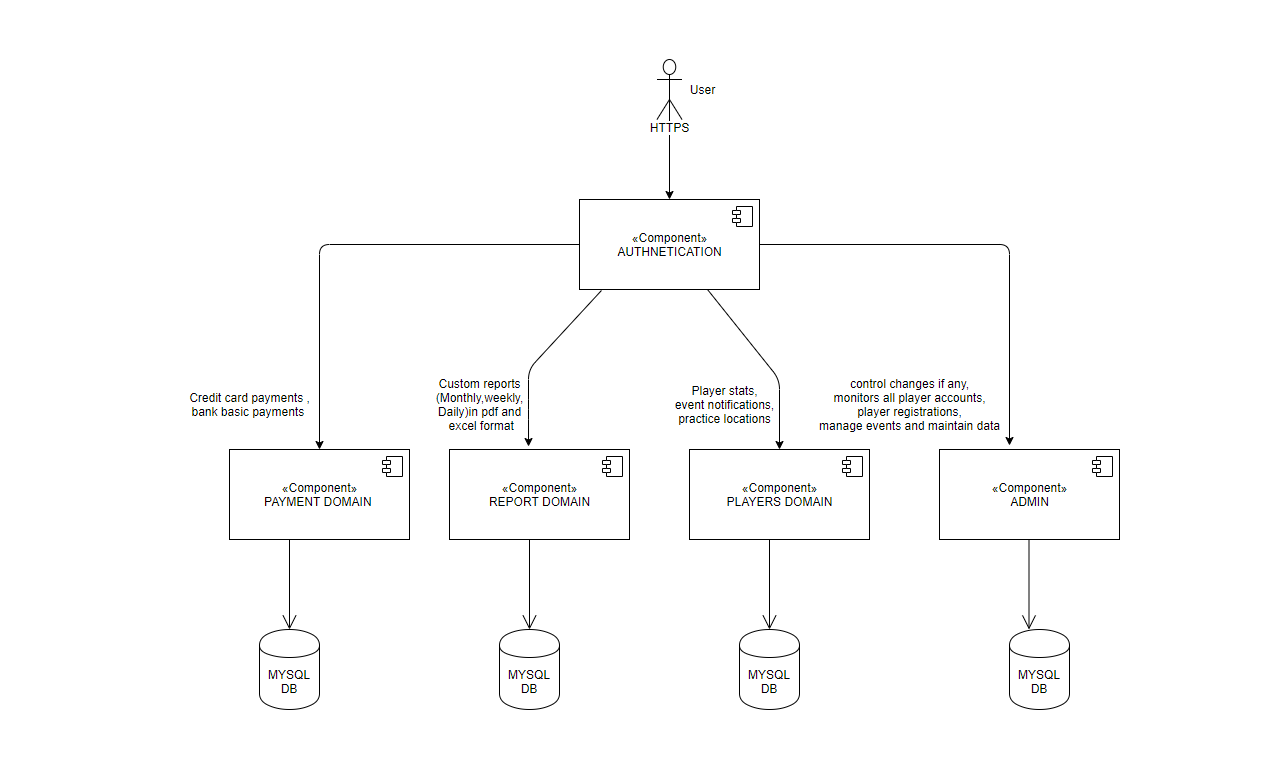 User
HTTPS
«Component»
AUTHNETICATION
Credit card payments ,
bank basic payments
Custom reports
(Monthly,weekly,
Daily)in pdf and
excel format
Player stats,
event notifications,
practice locations
control changes if any,
monitors all player accounts,
player registrations,
manage events and maintain data
«Component»
PAYMENT DOMAIN
«Component»
REPORT DOMAIN
«Component»
PLAYERS DOMAIN
«Component»
ADMIN
MYSQL
DB
MYSQL
DB
MYSQL
DB
MYSQL
DB